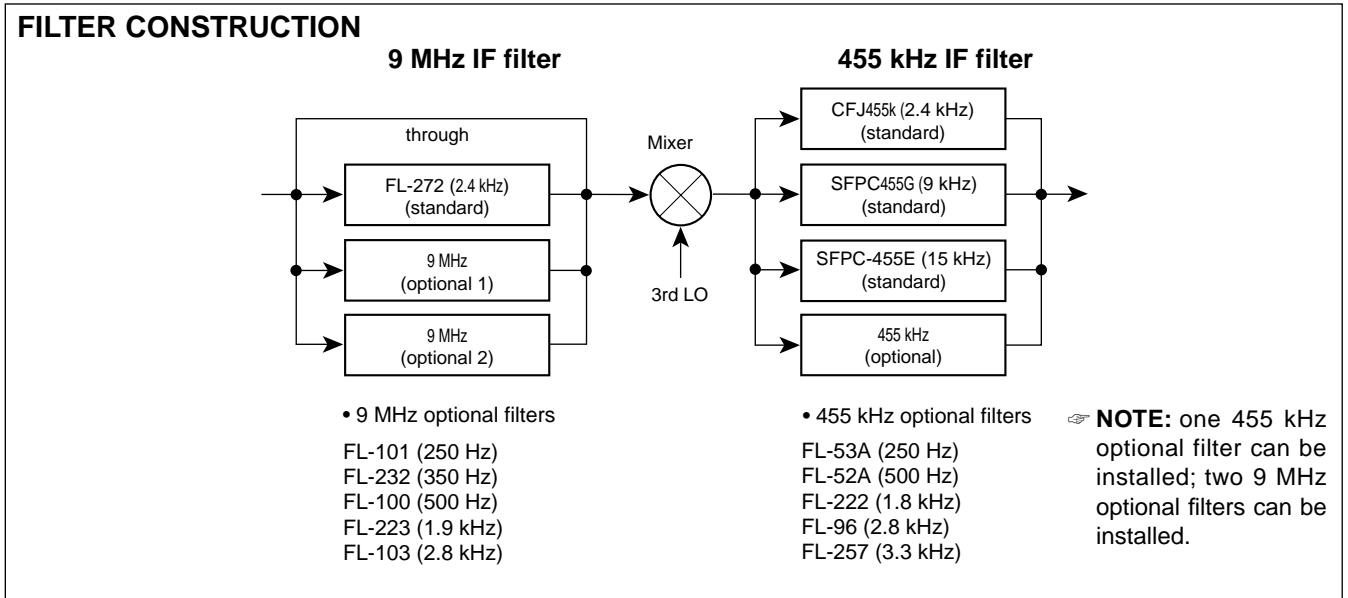 FILTER CONSTRUCTION
9 MHz IF filter
through
FL-272 (2.4 kHz)
(standard)
9 MHz
(optional 1)
9 MHz
(optional 2)
Mixer
3rd LO
455 kHz IF filter
CFJ455k (2.4 kHz)
(standard)
SFPC455G (9 kHz)
(standard)
SFPC-455E (15 kHz)
(standard)
455 kHz
(optional)
• 9 MHz optional filters
FL-101 (250 Hz)
FL-232 (350 Hz)
FL-100 (500 Hz)
FL-223 (1.9 kHz)
FL-103 (2.8 kHz)
• 455 kHz optional filters
FL-53A (250 Hz)
FL-52A (500 Hz)
FL-222 (1.8 kHz)
FL-96 (2.8 kHz)
FL-257 (3.3 kHz)
☞ NOTE: one 455 kHz
optional filter can be
installed; two 9 MHz
optional filters can be
installed.